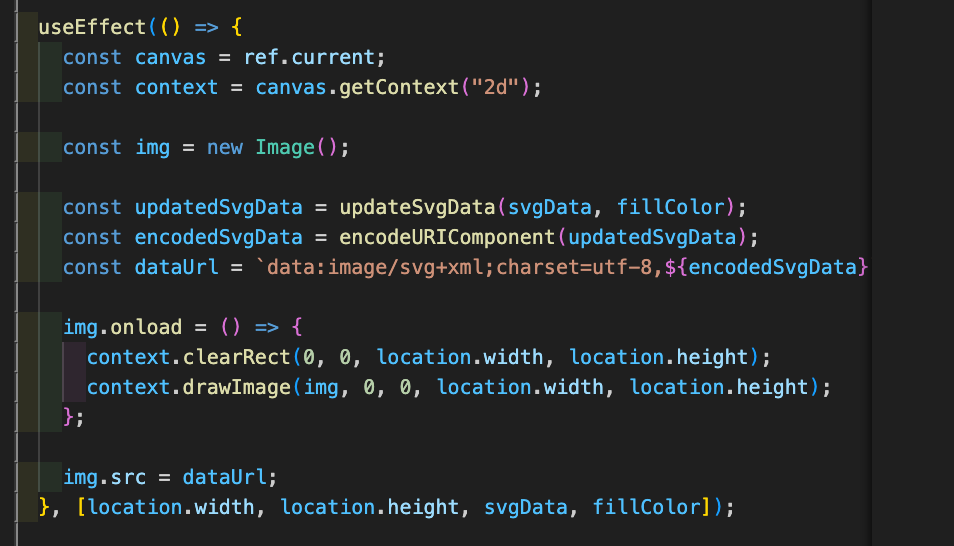 useEffect(() => {
const canvas = ref.current;
const context = canvas.getContext("2d");
const img = new Image();
const updatedSvgData = updateSvgData(svgData, fillColor);
const encodedSvgData = encodeURIComponent(updatedSvgData);
const dataUrl = `data:image/svg+xml;charset=utf-8,${encodedSvgData}
img.onload = () => {
context.clearRect(0, 0, location.width, location.height);
context.drawImage(img, 0, 0, location.width, location.height);
};
img.src = dataUrl;
}, [location.width, location.height, svgData, fillColor]);